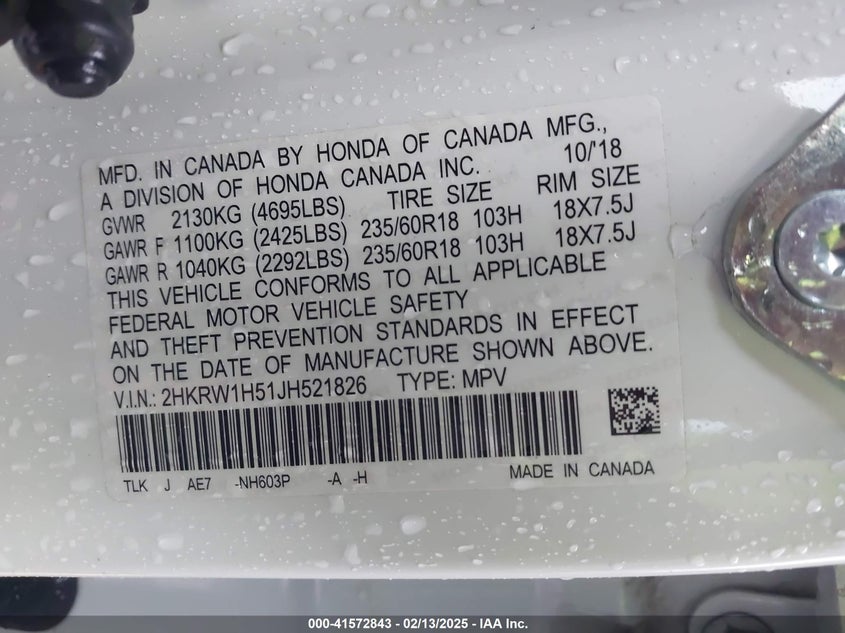 MFD. IN CANADA BY HONDA OF CANADA MFG.,
A DIVISION OF HONDA CANADA INC. 10/'18
GVWR 2130KG (4695LBS) TIRE SIZE RIM SIZE
GAWR F 1100KG (2425LBS) 235/60R18 103H 18X7.5J
GAWR R 1040KG (2292LBS) 235/60R18 103H 18X7.5J
THIS VEHICLE CONFORMS TO ALL APPLICABLE
FEDERAL MOTOR VEHICLE SAFETY
AND THEFT PREVENTION STANDARDS IN EFFECT
ON THE DATE OF MANUFACTURE SHOWN ABOVE.
V.I.N.: 2HKRW1H51JH521826 TYPE: MPV
TLK J AE7 -NH603P -A -H MADE IN CANADA
000-41572843 - 02/13/2025 - IAA Inc.